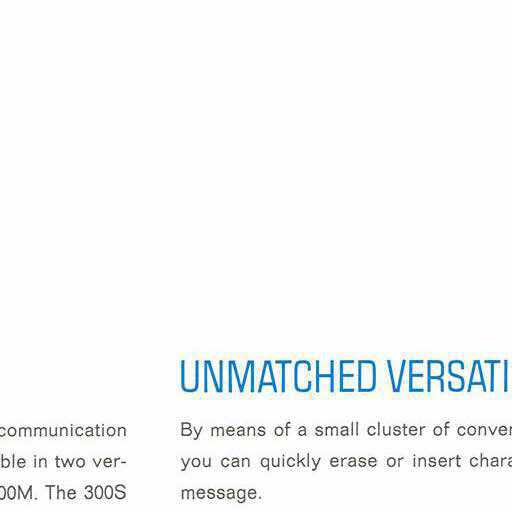 communication
ble in two ver-
00M. The 300S
UNMATCHED VERSATI
By means of a small cluster of conver
you can quickly erase or insert chara
message.